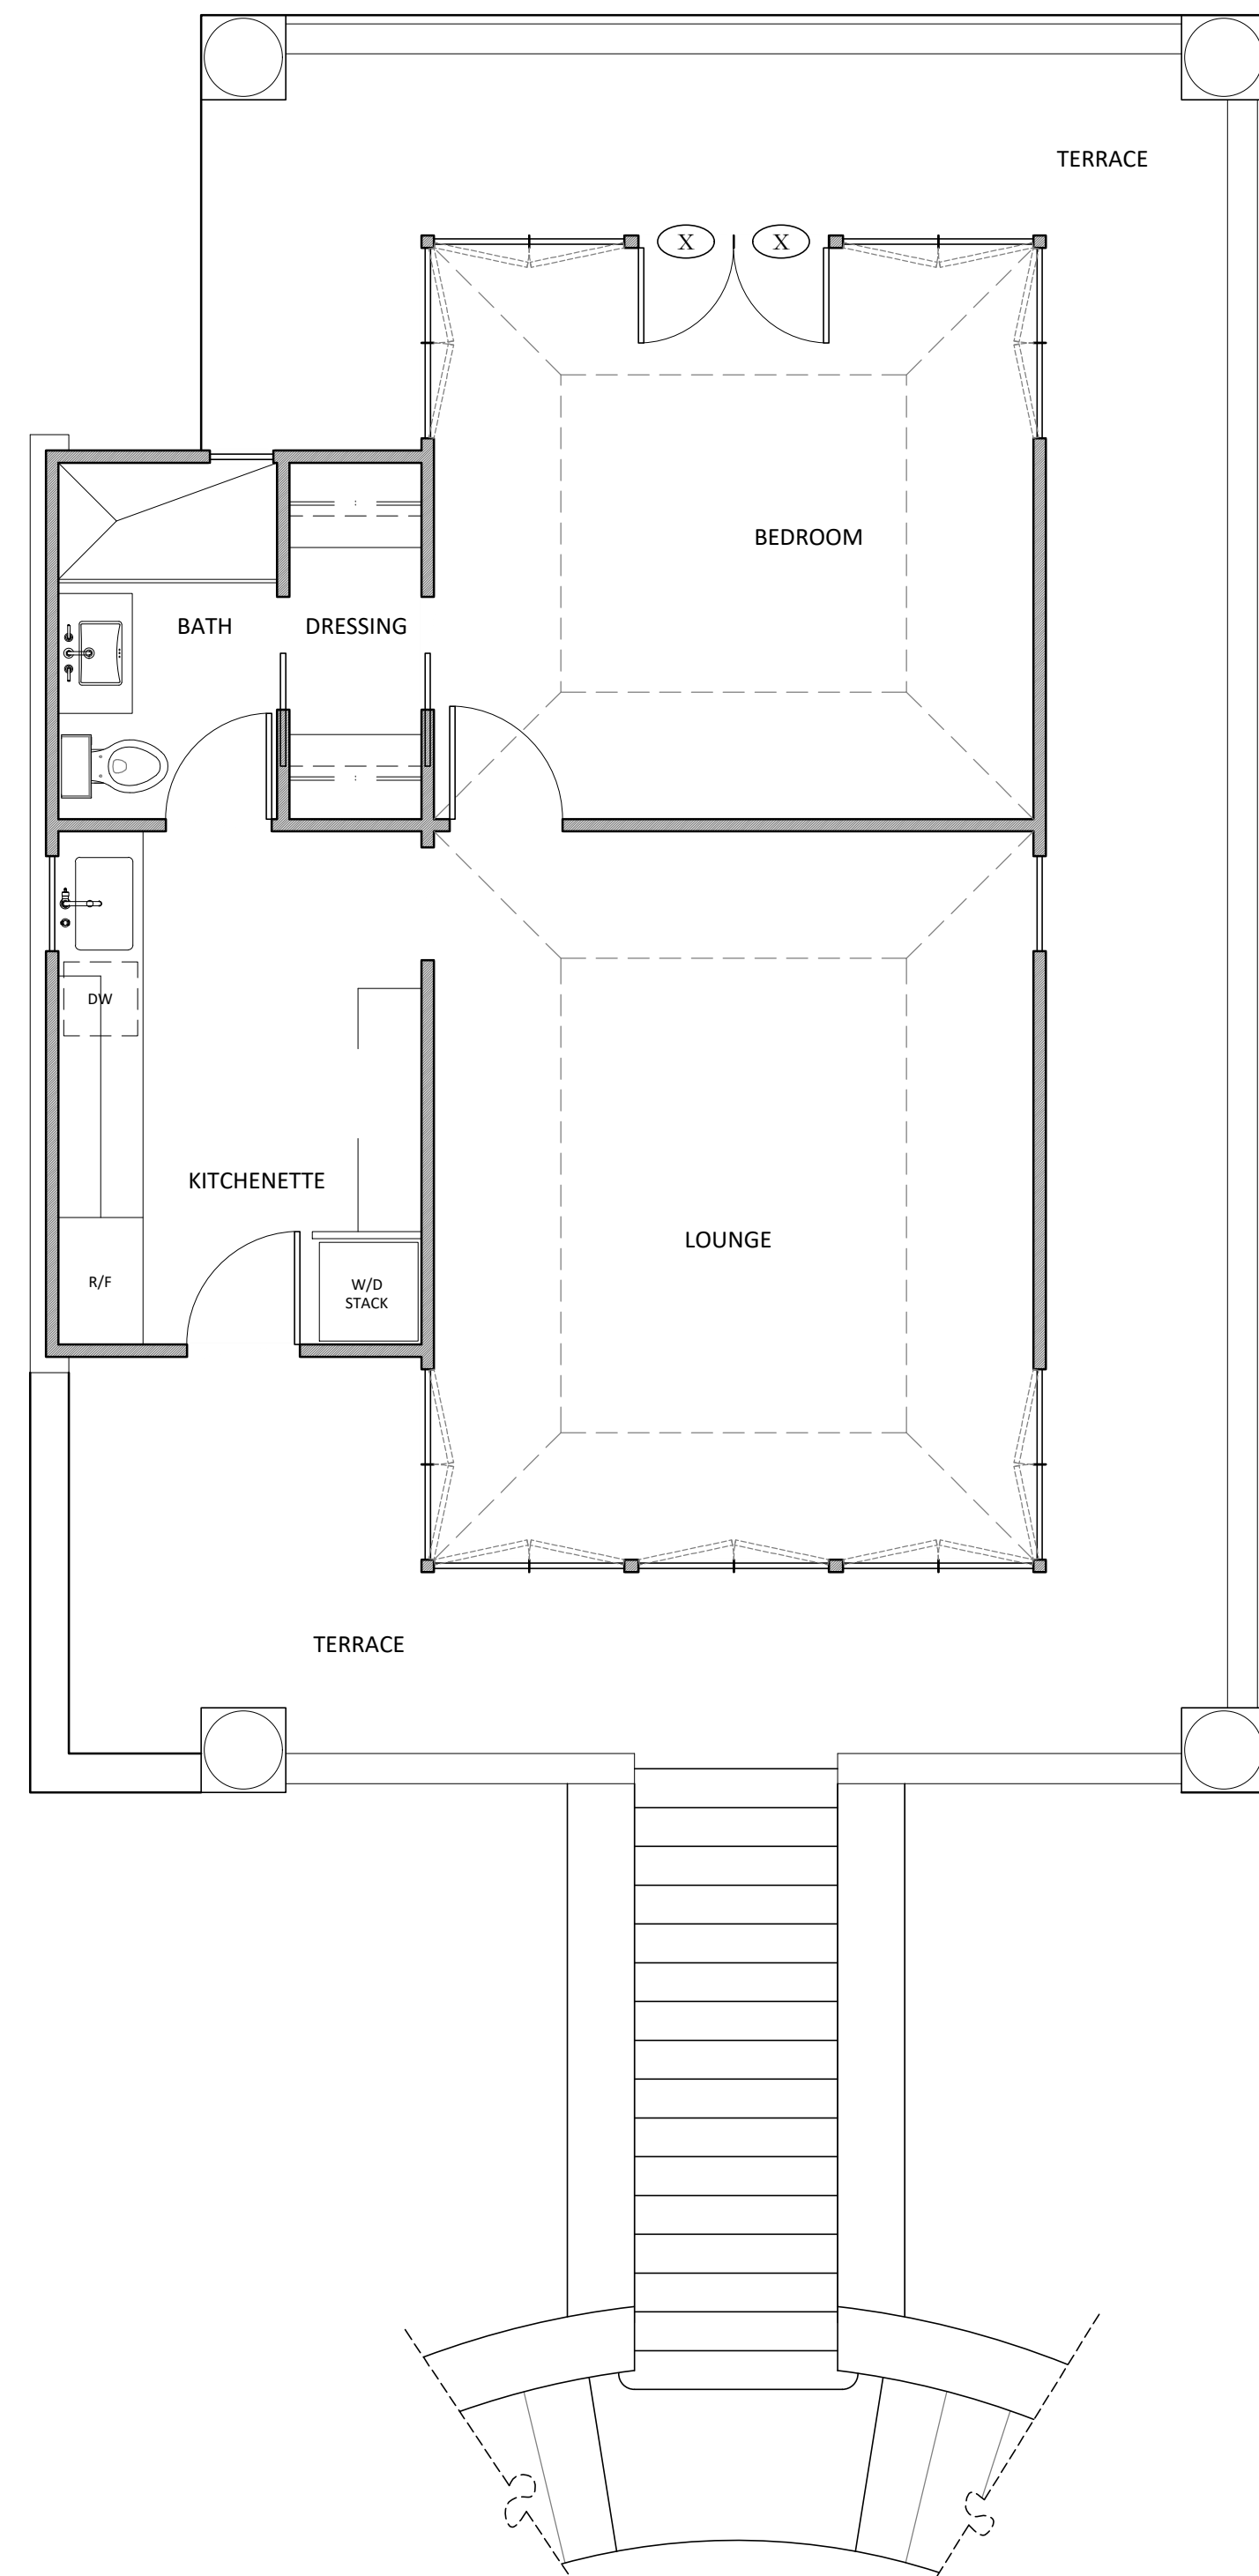 TERRACE
X X
BEDROOM
BATH
DRESSING
DW
KITCHENETTE
LOUNGE
R/F
W/D
STACK
TERRACE